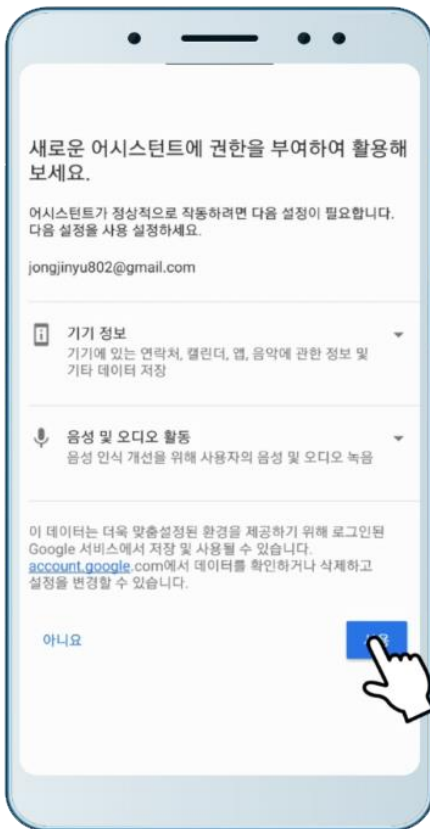 새로운 어시스턴트에 권한을 부여하여 활용해
보세요.
어시스턴트가 정상적으로 작동하려면 다음 설정이 필요합니다.
다음 설정을 사용 설정하세요.
jongjinyu802@gmail.com
기기 정보
기기에 있는 연락처, 캘린더, 앱, 음악에 관한 정보 및
기타 데이터 저장
음성 및 오디오 활동
음성 인식 개선을 위해 사용자의 음성 및 오디오 녹음
이 데이터는 더욱 맞춤설정된 환경을 제공하기 위해 로그인된
Google 서비스에서 저장 및 사용될 수 있습니다.
account.google.com에서 데이터를 확인하거나 삭제하고
설정을 변경할 수 있습니다.
아니요